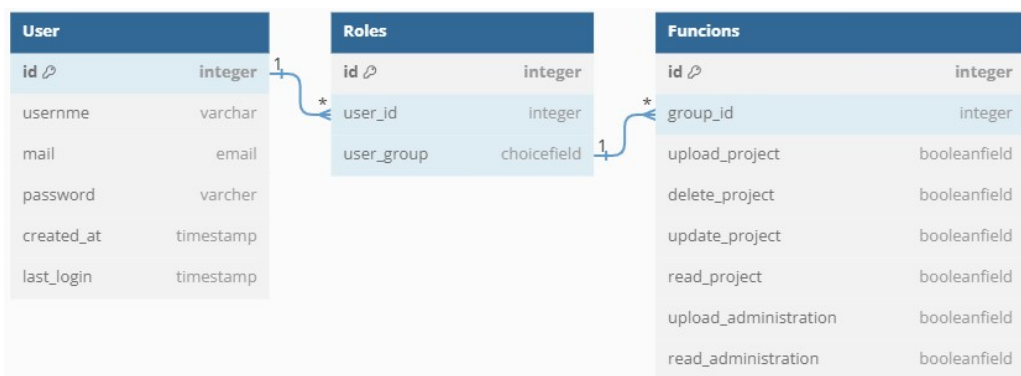 User
id integer
usernme varchar
mail email
password varcher
created_at timestamp
last_login timestamp
1
*
Roles
id integer
user_id integer
user_group choicefield
1
*
Funcions
id integer
group_id integer
upload_project booleanfield
delete_project booleanfield
update_project booleanfield
read_project booleanfield
upload_administration booleanfield
read_administration booleanfield